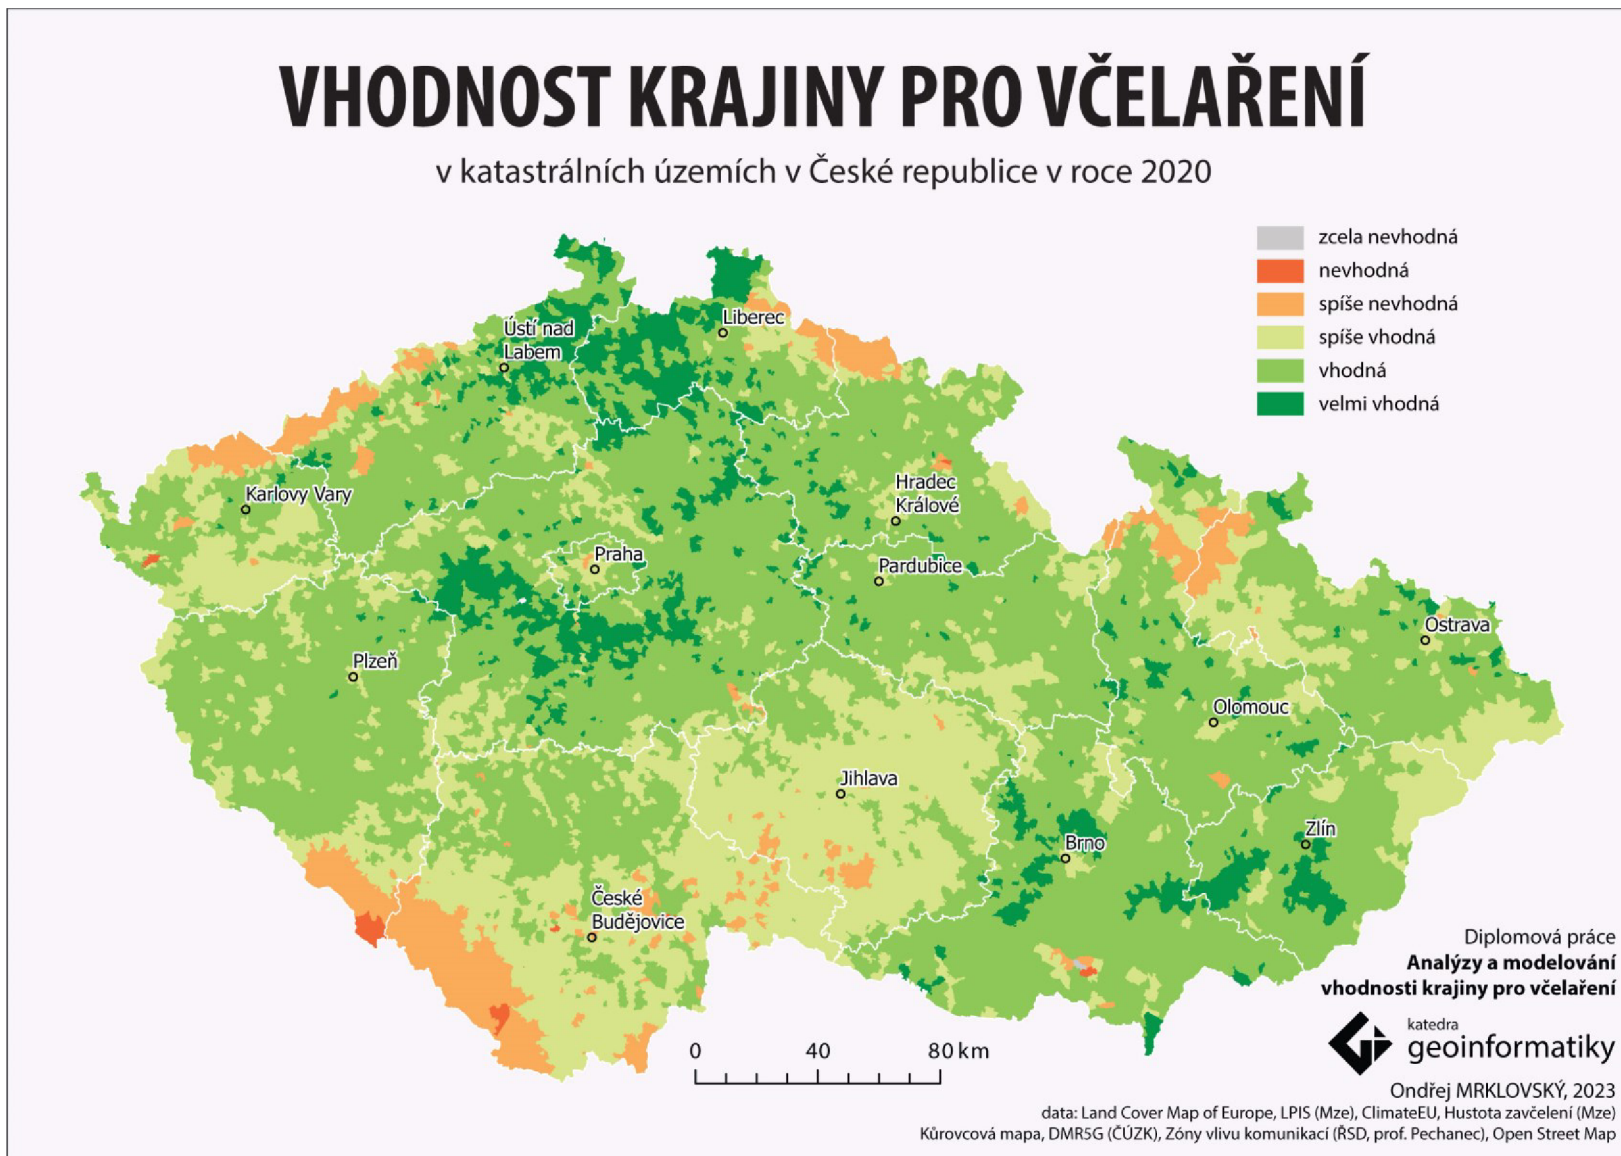 VHODNOST KRAJINY PRO VČELAŘENÍ
v katastrálních územích v České republice v roce 2020
zcela nevhodná
nevhodná
spíše nevhodná
spíše vhodná
vhodná
velmi vhodná
Liberec
Ústí nad
Labem
Karlovy Vary
Hradec
Králové
Praha
Pardubice
Ostrava
Plzeň
Olomouc
Jihlava
Brno
Zlín
České
Budějovice
0 40 80 km
Diplomová práce
Analýzy a modelování
vhodnosti krajiny pro včelaření
katedra
geoinformatiky
Ondřej MRKLOVSKÝ, 2023
data: Land Cover Map of Europe, LPIS (Mze), ClimateEU, Hustota zavčelení (Mze)
Kůrovcová mapa, DMR5G (ČÚZK), Zóny vlivu komunikací (ŘSD, prof. Pechanec), Open Street Map